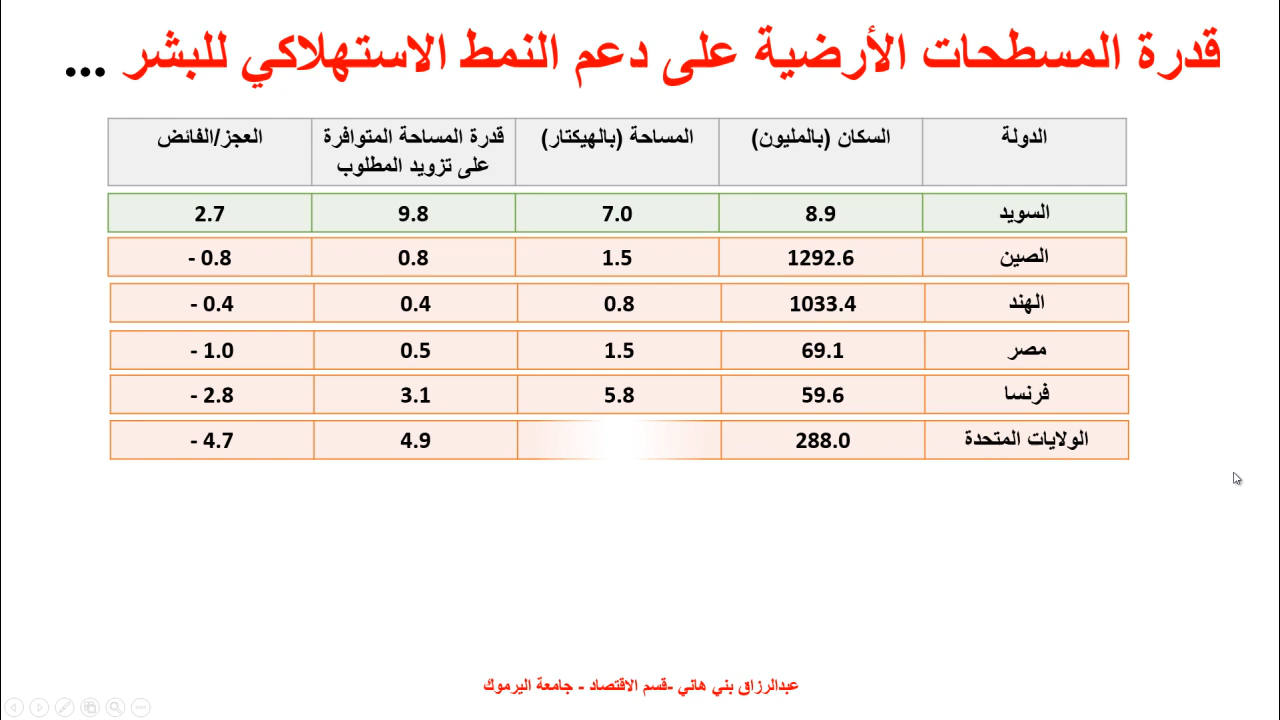 قدرة المسطحات الأرضية على دعم النمط الاستهلاكي للبشر ...
الدولة السكان (بالمليون) المساحة (بالهيكتار) قدرة المساحة المتوافرة العجز/الفائض
على تزويد المطلوب
السويد 8.9 7.0 9.8 2.7
الصين 1292.6 1.5 0.8 - 0.8
الهند 1033.4 0.8 0.4 - 0.4
مصر 69.1 1.5 0.5 - 1.0
فرنسا 59.6 5.8 3.1 - 2.8
الولايات المتحدة 288.0 4.9 - 4.7
عبدالرزاق بني هاني -قسم الاقتصاد - جامعة اليرموك